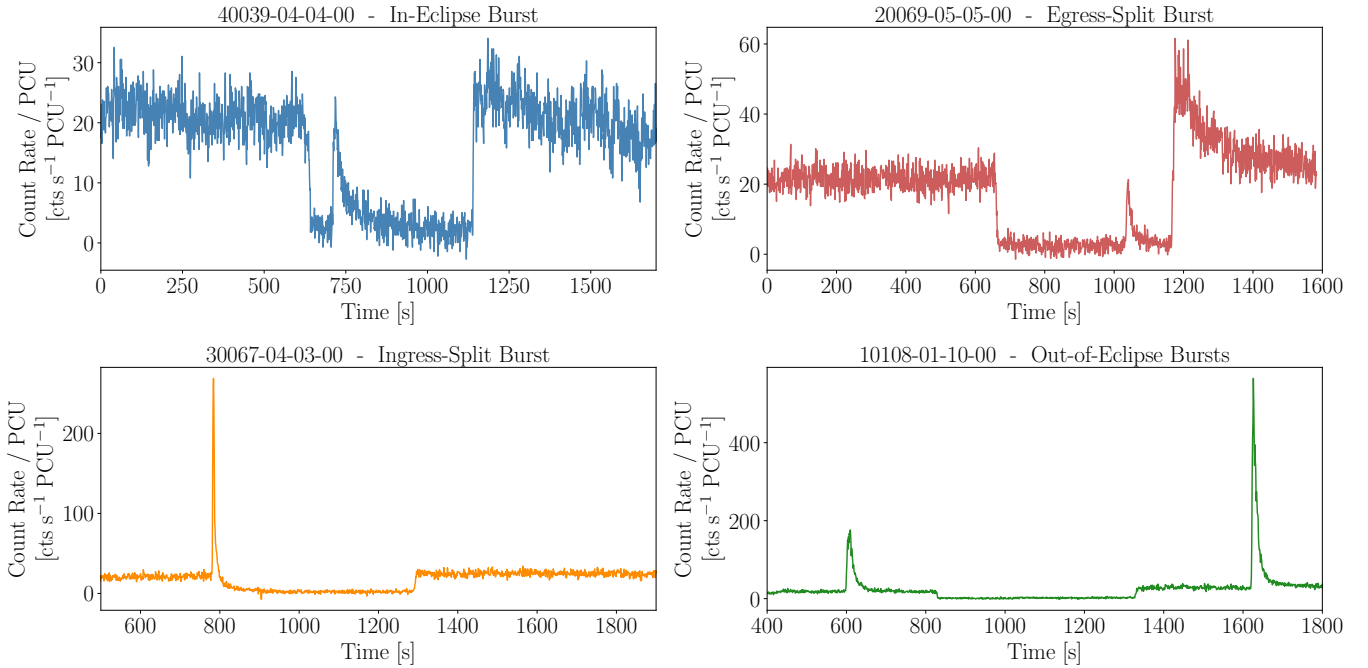 40039-04-04-00 - In-Eclipse Burst
Count Rate / PCU
[cts s⁻¹ PCU⁻¹]
30
20
10
0
0 250 500 750 1000 1250 1500
Time [s]
20069-05-05-00 - Egress-Split Burst
Count Rate / PCU
[cts s⁻¹ PCU⁻¹]
60
40
20
0
0 200 400 600 800 1000 1200 1400 1600
Time [s]
30067-04-03-00 - Ingress-Split Burst
Count Rate / PCU
[cts s⁻¹ PCU⁻¹]
200
100
0
600 800 1000 1200 1400 1600 1800
Time [s]
10108-01-10-00 - Out-of-Eclipse Bursts
Count Rate / PCU
[cts s⁻¹ PCU⁻¹]
400
200
0
400 600 800 1000 1200 1400 1600 1800
Time [s]